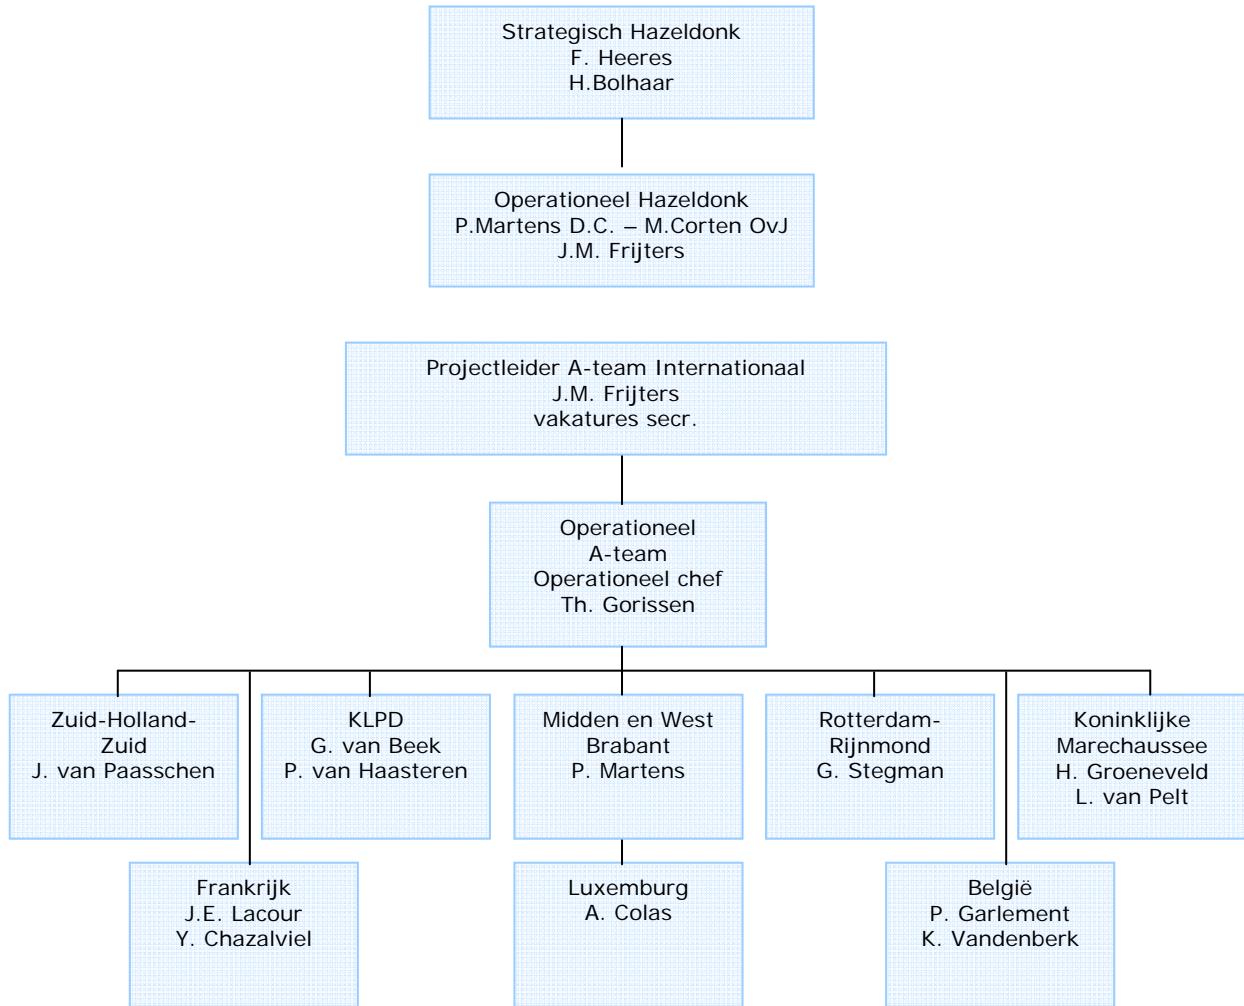 Strategisch Hazeldonk
F. Heeres
H.Bolhaar
Operationeel Hazeldonk
P.Martens D.C. – M.Corten OvJ
J.M. Frijters
Projectleider A-team Internationaal
J.M. Frijters
vakatures secr.
Operationeel
A-team
Operationeel chef
Th. Gorissen
Zuid-Holland-
Zuid
J. van Paasschen
KLPD
G. van Beek
P. van Haasteren
Midden en West
Brabant
P. Martens
Rotterdam-
Rijnmond
G. Stegman
Koninklijke
Marechaussee
H. Groeneveld
L. van Pelt
Frankrijk
J.E. Lacour
Y. Chazalviel
Luxemburg
A. Colas
België
P. Garlement
K. Vandenberk